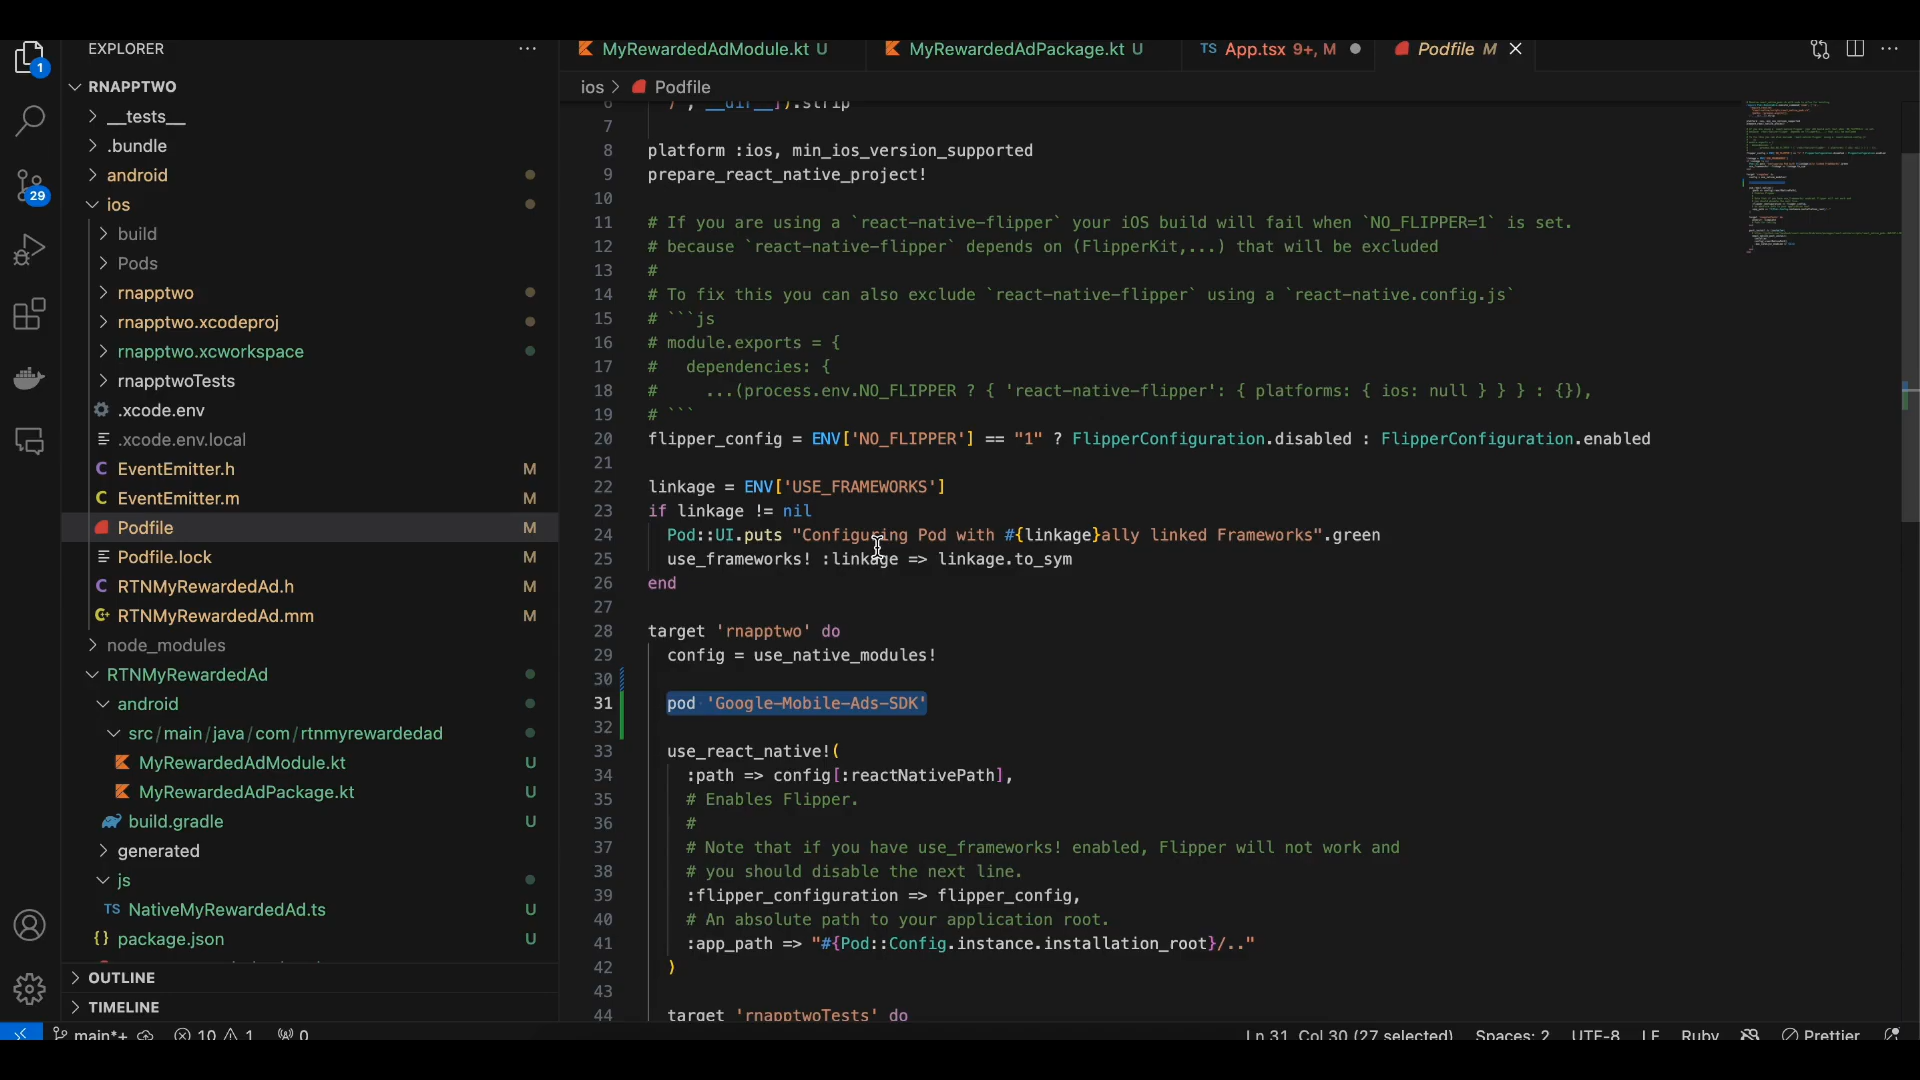 EXPLORER
MyRewardedAdModule.kt U
MyRewardedAdPackage.kt U
TS App.tsx 9+, M
Podfile M
1
RNAPPTWO
ios > Podfile
__tests__
.bundle
android
ios
build
Pods
rnapptwo
rnapptwo.xcodeproj
rnapptwo.xcworkspace
rnapptwoTests
.xcode.env
.xcode.env.local
C EventEmitter.h M
C EventEmitter.m M
Podfile M
Podfile.lock M
RTNMyRewardedAd.h M
RTNMyRewardedAd.mm M
node_modules
RTNMyRewardedAd
android
src/main/java/com/rtnmyrewardedad
MyRewardedAdModule.kt U
MyRewardedAdPackage.kt U
build.gradle U
generated
js
TS NativeMyRewardedAd.ts U
{} package.json U
OUTLINE
TIMELINE
29
6 ) , __dir__]).strip
7
8 platform :ios, min_ios_version_supported
9 prepare_react_native_project!
10
11 # If you are using a `react-native-flipper` your iOS build will fail when `NO_FLIPPER=1` is set.
12 # because `react-native-flipper` depends on (FlipperKit,...) that will be excluded
13 #
14 # To fix this you can also exclude `react-native-flipper` using a `react-native.config.js`
15 # ```js
16 # module.exports = {
17 #   dependencies: {
18 #     ...(process.env.NO_FLIPPER ? { 'react-native-flipper': { platforms: { ios: null } } } : {}),
19 # ```
20 flipper_config = ENV['NO_FLIPPER'] == "1" ? FlipperConfiguration.disabled : FlipperConfiguration.enabled
21
22 linkage = ENV['USE_FRAMEWORKS']
23 if linkage != nil
24   Pod::UI.puts "Configuring Pod with #{linkage}ally linked Frameworks".green
25   use_frameworks! :linkage => linkage.to_sym
26 end
27
28 target 'rnapptwo' do
29   config = use_native_modules!
30
31   pod 'Google-Mobile-Ads-SDK'
32
33   use_react_native!(
34     :path => config[:reactNativePath],
35     # Enables Flipper.
36     #
37     # Note that if you have use_frameworks! enabled, Flipper will not work and
38     # you should disable the next line.
39     :flipper_configuration => flipper_config,
40     # An absolute path to your application root.
41     :app_path => "#{Pod::Config.instance.installation_root}/.."
42   )
43
44   target 'rnapptwoTests' do
main*+ 10 1 0
Ln 31, Col 30 (27 selected) Spaces: 2 UTF-8 LF Ruby Prettier